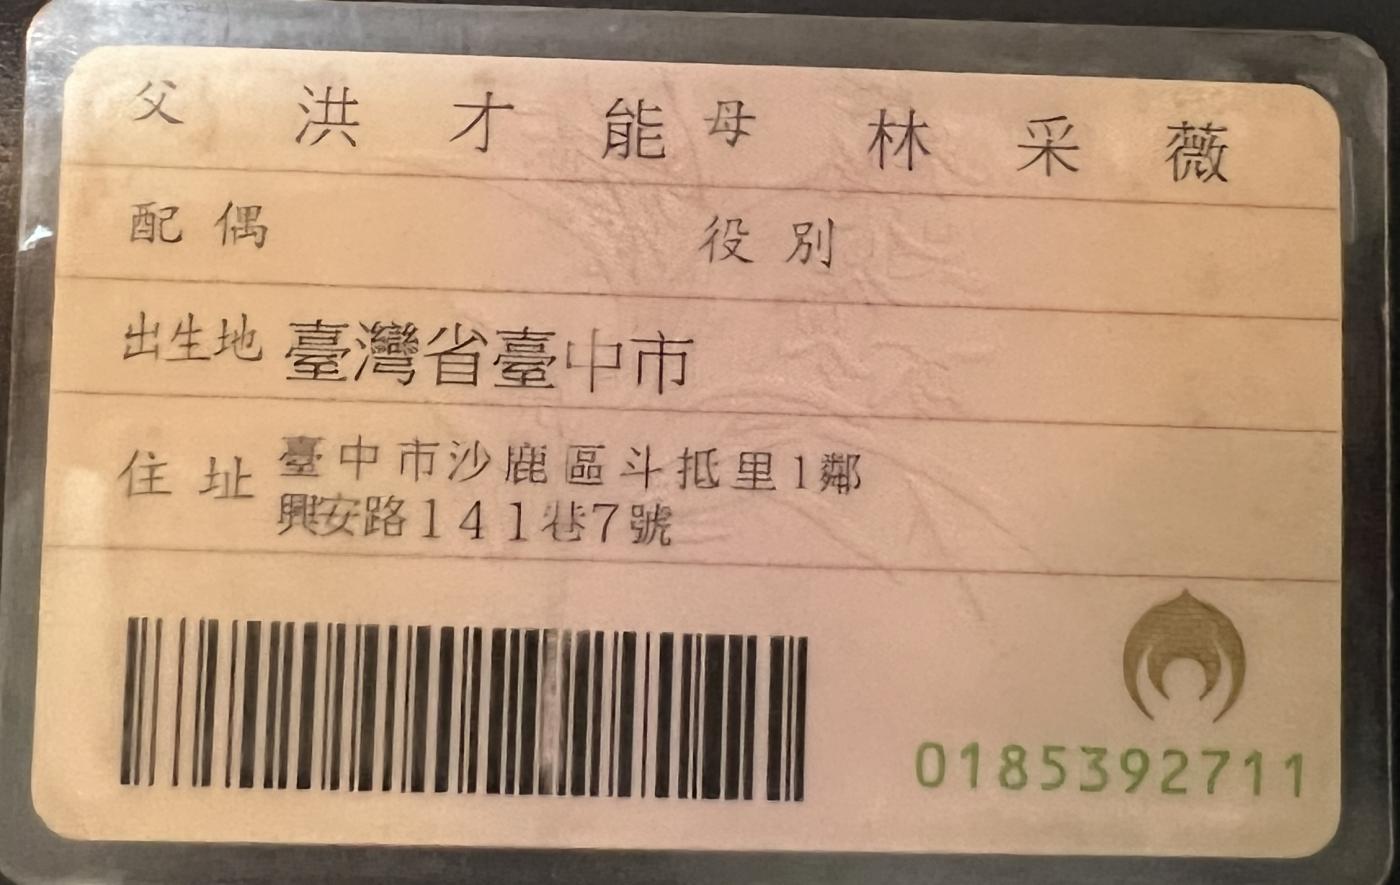 父 洪才能 母 林采薇
配偶 役別
出生地 臺灣省臺中市
住址 臺中市沙鹿區斗抵里1鄰
興安路141巷7號
0185392711